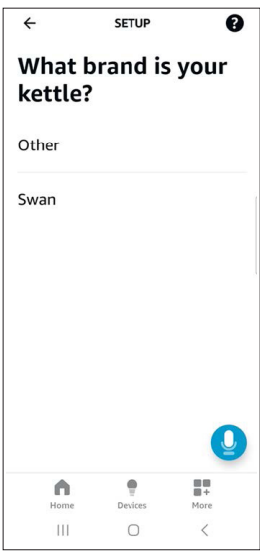 SETUP
What brand is your
kettle?
Other
Swan
Home Devices More